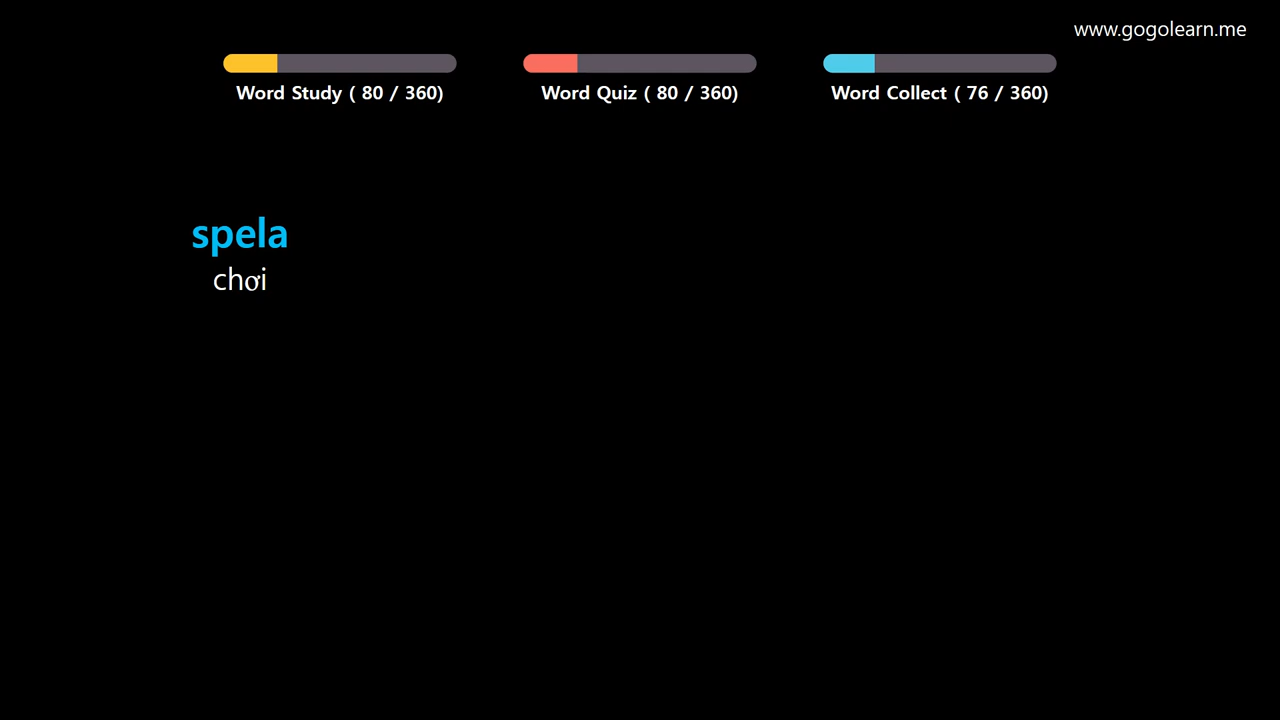 www.gogolearn.me
Word Study ( 80 / 360)
Word Quiz ( 80 / 360)
Word Collect ( 76 / 360)
spela
chơi